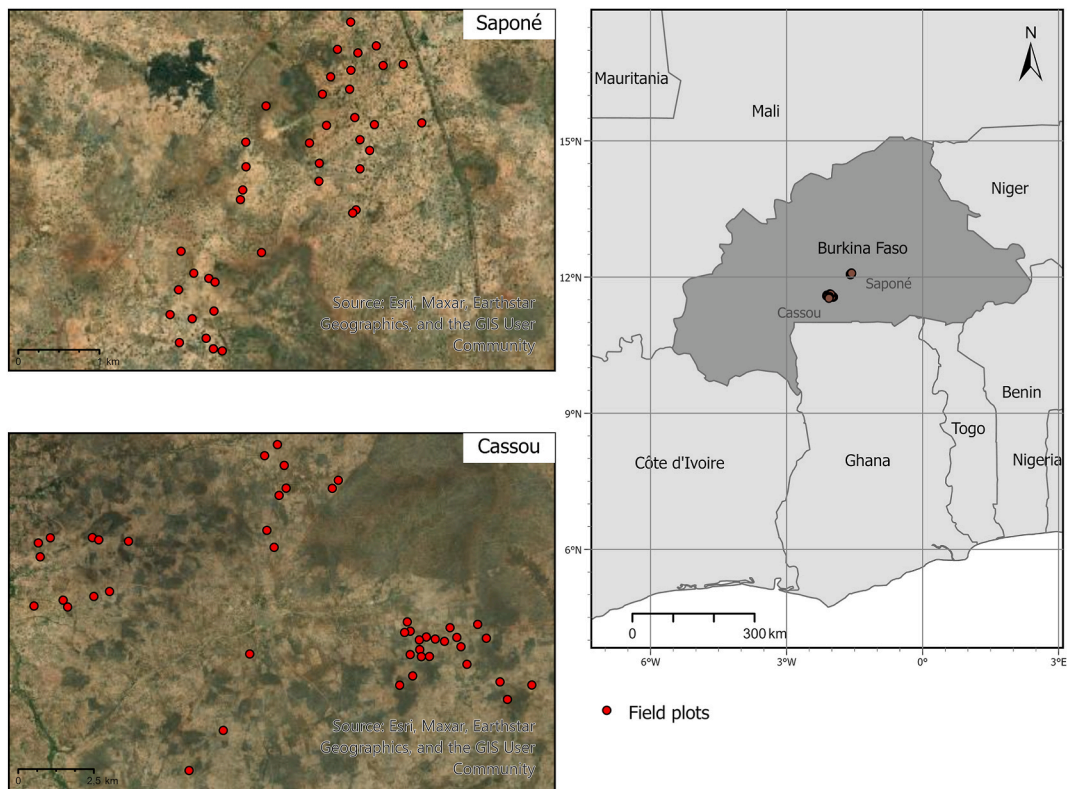 Saponé
Source: Esri, Maxar, Earthstar
Geographics, and the GIS User
Community
0 1 km
Cassou
Source: Esri, Maxar, Earthstar
Geographics, and the GIS User
Community
0 2.5 km
N
Mauritania
Mali
15°N
Niger
Burkina Faso
12°N
Saponé
Cassou
Benin
9°N
Togo
Côte d'Ivoire
Ghana
Nigeria
6°N
0 300 km
6°W 3°W 0° 3°E
Field plots